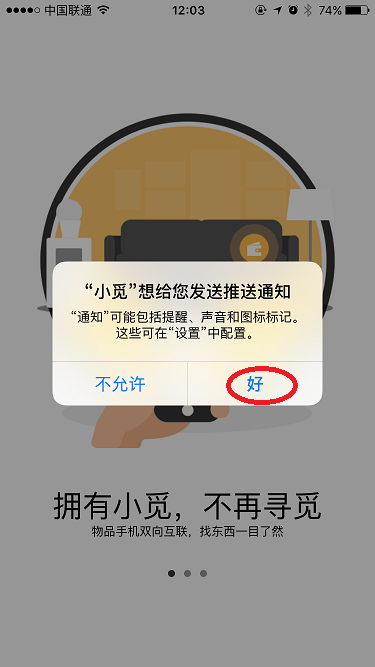 中国联通
12:03
74%
“小觅”想给您发送推送通知
“通知”可能包括提醒、声音和图标标记。
这些可在“设置”中配置。
不允许
好
拥有小觅，不再寻觅
物品手机双向互联，找东西一目了然